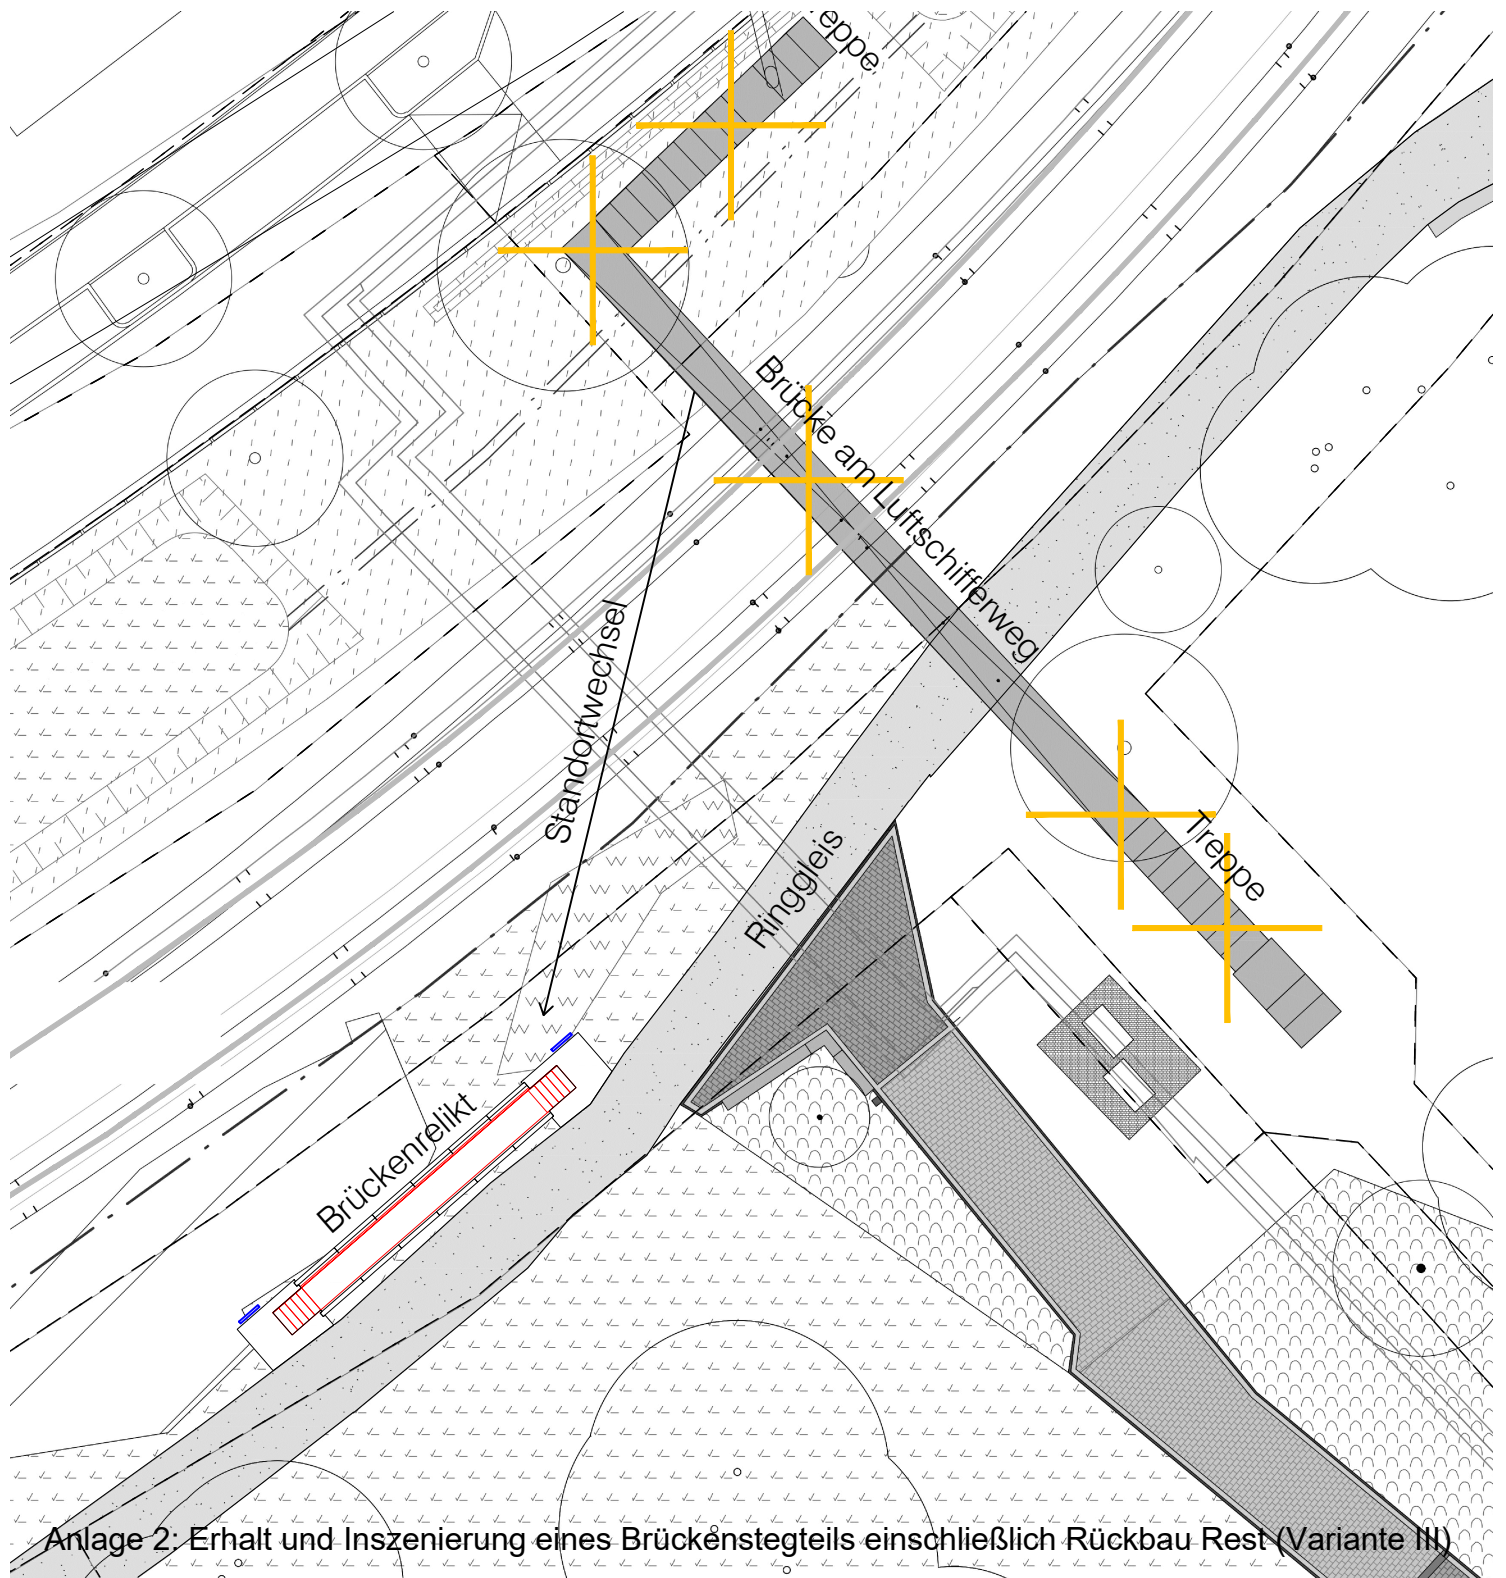 Treppe
Brücke am Luftschifferweg
Standortwechsel
Treppe
Ringgleis
Brückenrelikt
Anlage 2: Erhalt und Inszenierung eines Brückenstegteils einschließlich Rückbau Rest (Variante III)